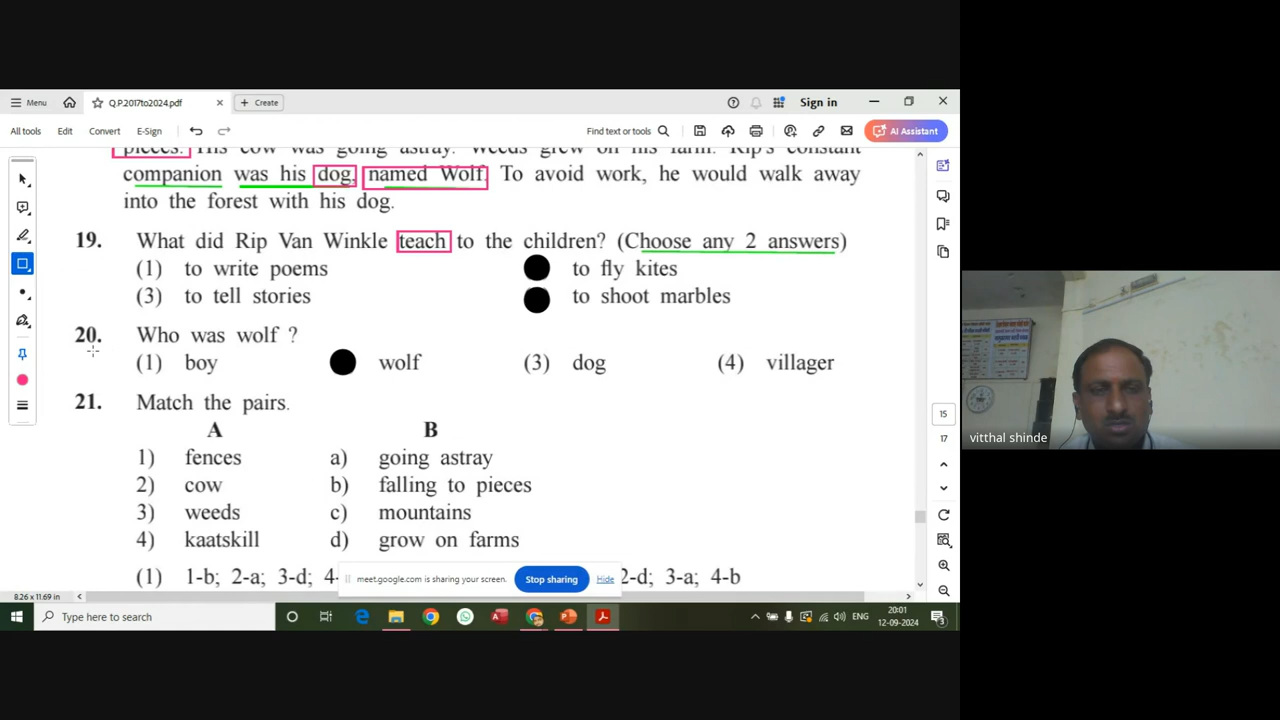 Menu
Q.P.2017to2024.pdf
Create
Sign in
All tools
Edit
Convert
E-Sign
Find text or tools
AI Assistant
pieces. His cow was going astray. Weeds grew on his farm. Rip's constant
companion was his dog, named Wolf. To avoid work, he would walk away
into the forest with his dog.
19. What did Rip Van Winkle teach to the children? (Choose any 2 answers)
(1) to write poems to fly kites
(3) to tell stories to shoot marbles
20. Who was wolf ?
(1) boy wolf (3) dog (4) villager
21. Match the pairs.
A B
1) fences a) going astray
2) cow b) falling to pieces
3) weeds c) mountains
4) kaatskill d) grow on farms
(1) 1-b; 2-a; 3-d; 4- 2-d; 3-a; 4-b
meet.google.com is sharing your screen.
Stop sharing
Hide
15
17
8.26 x 11.69 in
Type here to search
ENG
20:01
12-09-2024
3
vitthal shinde